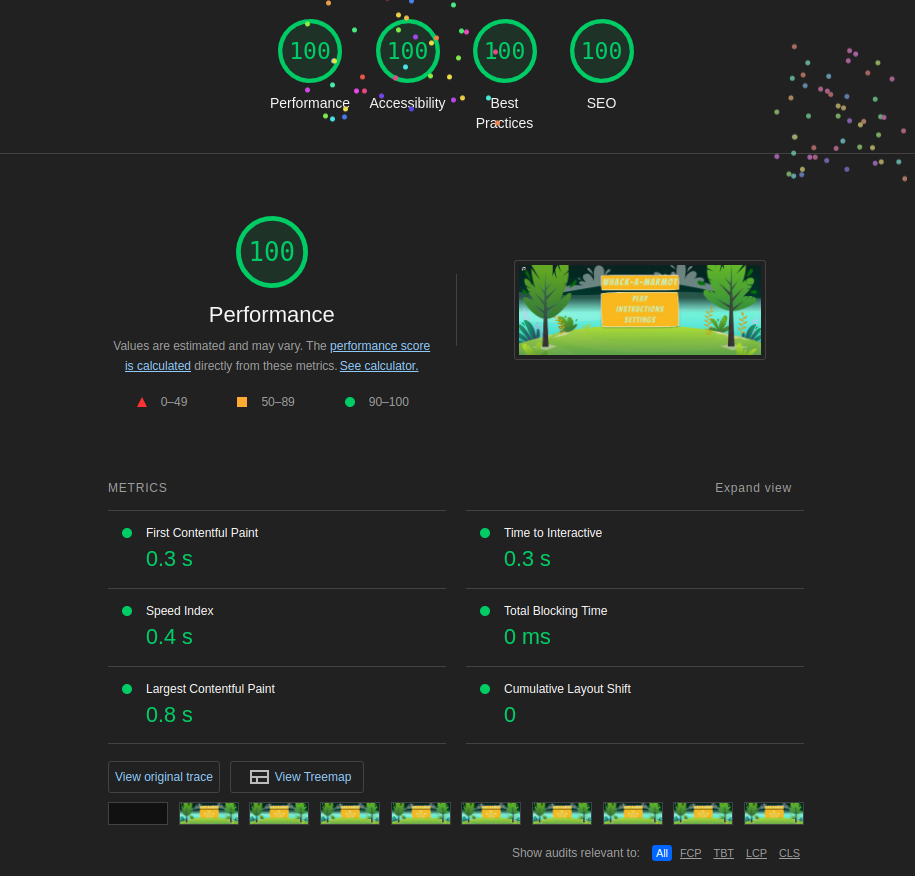 100 100 100 100
Performance Accessibility Best Practices SEO
100
Performance
Values are estimated and may vary. The performance score
is calculated directly from these metrics. See calculator.
0–49 50–89 90–100
WHACK-A-MARMOT
PLAY
INSTRUCTIONS
SETTINGS
METRICS Expand view
First Contentful Paint
0.3 s
Time to Interactive
0.3 s
Speed Index
0.4 s
Total Blocking Time
0 ms
Largest Contentful Paint
0.8 s
Cumulative Layout Shift
0
View original trace View Treemap
Show audits relevant to: All FCP TBT LCP CLS